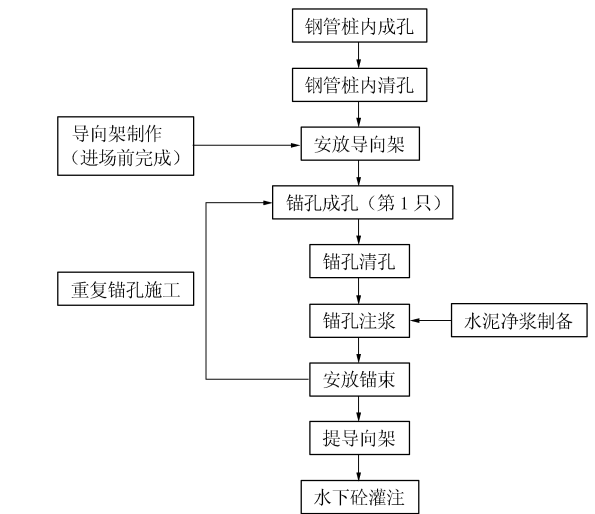 钢管桩内成孔
钢管桩内清孔
导向架制作
（进场前完成）
安放导向架
锚孔成孔（第1只）
锚孔清孔
重复锚孔施工
锚孔注浆
水泥净浆制备
安放锚束
提导向架
水下砼灌注